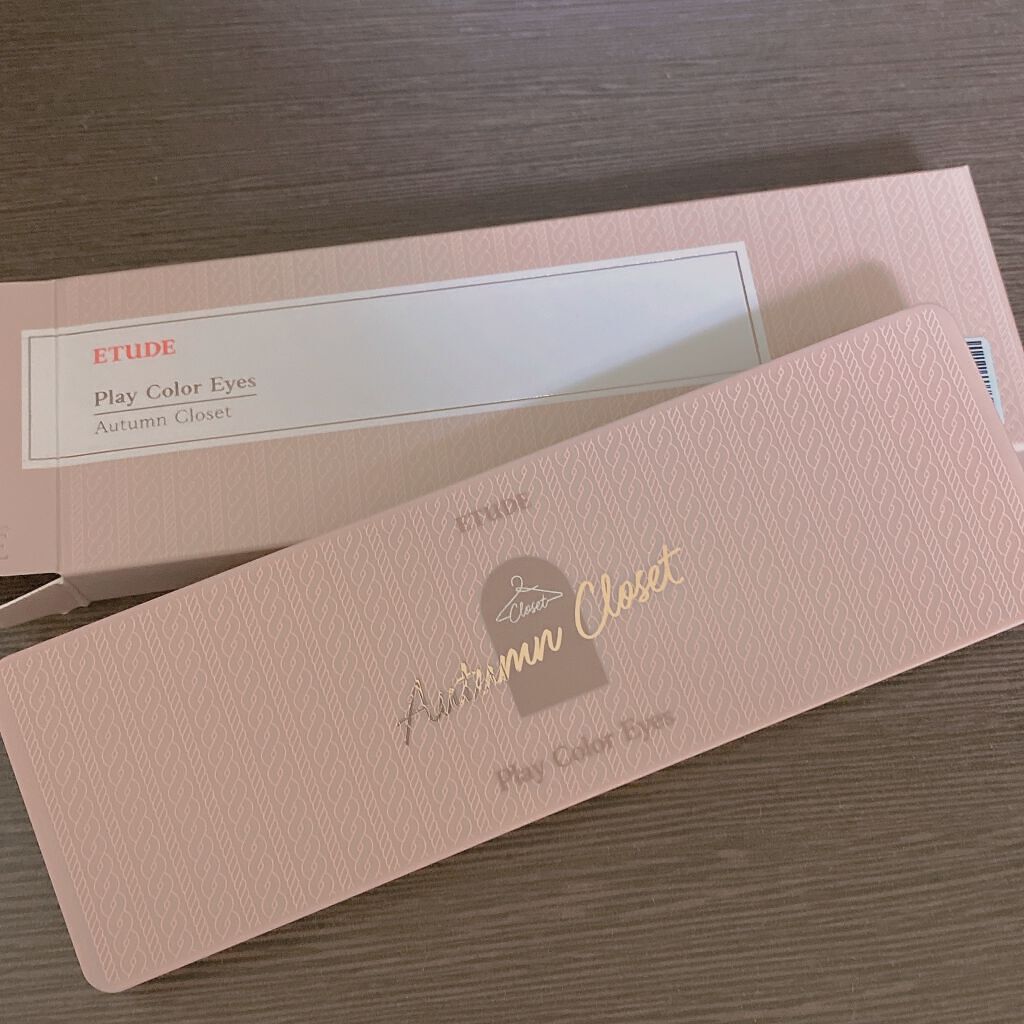 ETUDE
Play Color Eyes
Autumn Closet
E
ETUDE
Closet
Autumn Closet
Play Color Eyes